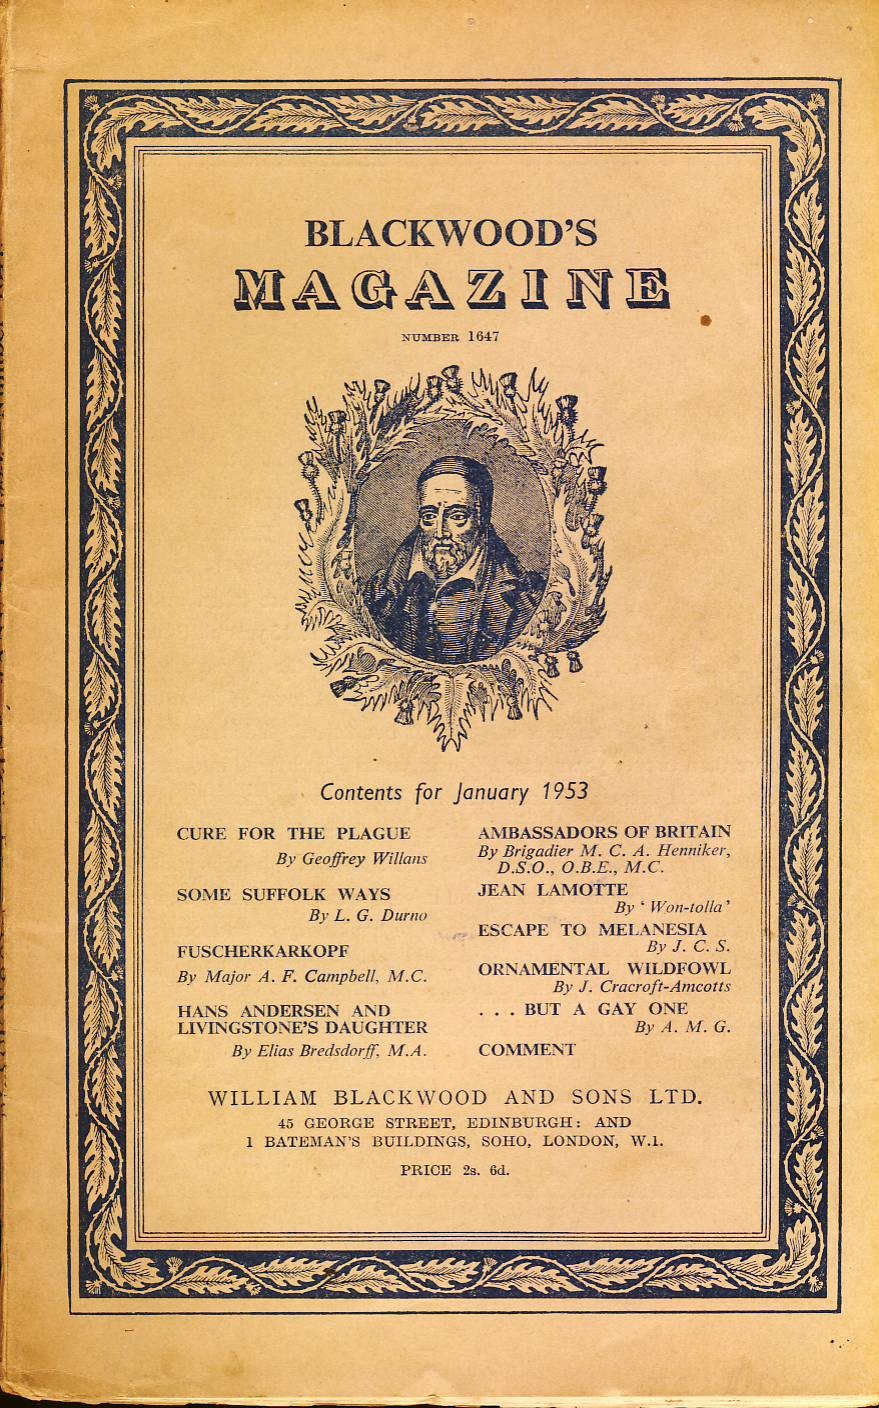 BLACKWOOD'S
MAGAZINE
NUMBER 1647
Contents for January 1953
CURE FOR THE PLAGUE
By Geoffrey Willans
SOME SUFFOLK WAYS
By L. G. Durno
FUSCHERKARKOPF
By Major A. F. Campbell, M.C.
HANS ANDERSEN AND
LIVINGSTONE'S DAUGHTER
By Elias Bredsdorff, M.A.
AMBASSADORS OF BRITAIN
By Brigadier M. C. A. Henniker,
D.S.O., O.B.E., M.C.
JEAN LAMOTTE
By ‘ Won-tolla ’
ESCAPE TO MELANESIA
By J. C. S.
ORNAMENTAL WILDFOWL
By J. Cracroft-Amcotts
. . . BUT A GAY ONE
By A. M. G.
COMMENT
WILLIAM BLACKWOOD AND SONS LTD.
45 GEORGE STREET, EDINBURGH: AND
1 BATEMAN'S BUILDINGS, SOHO, LONDON, W.1.
PRICE 2s. 6d.